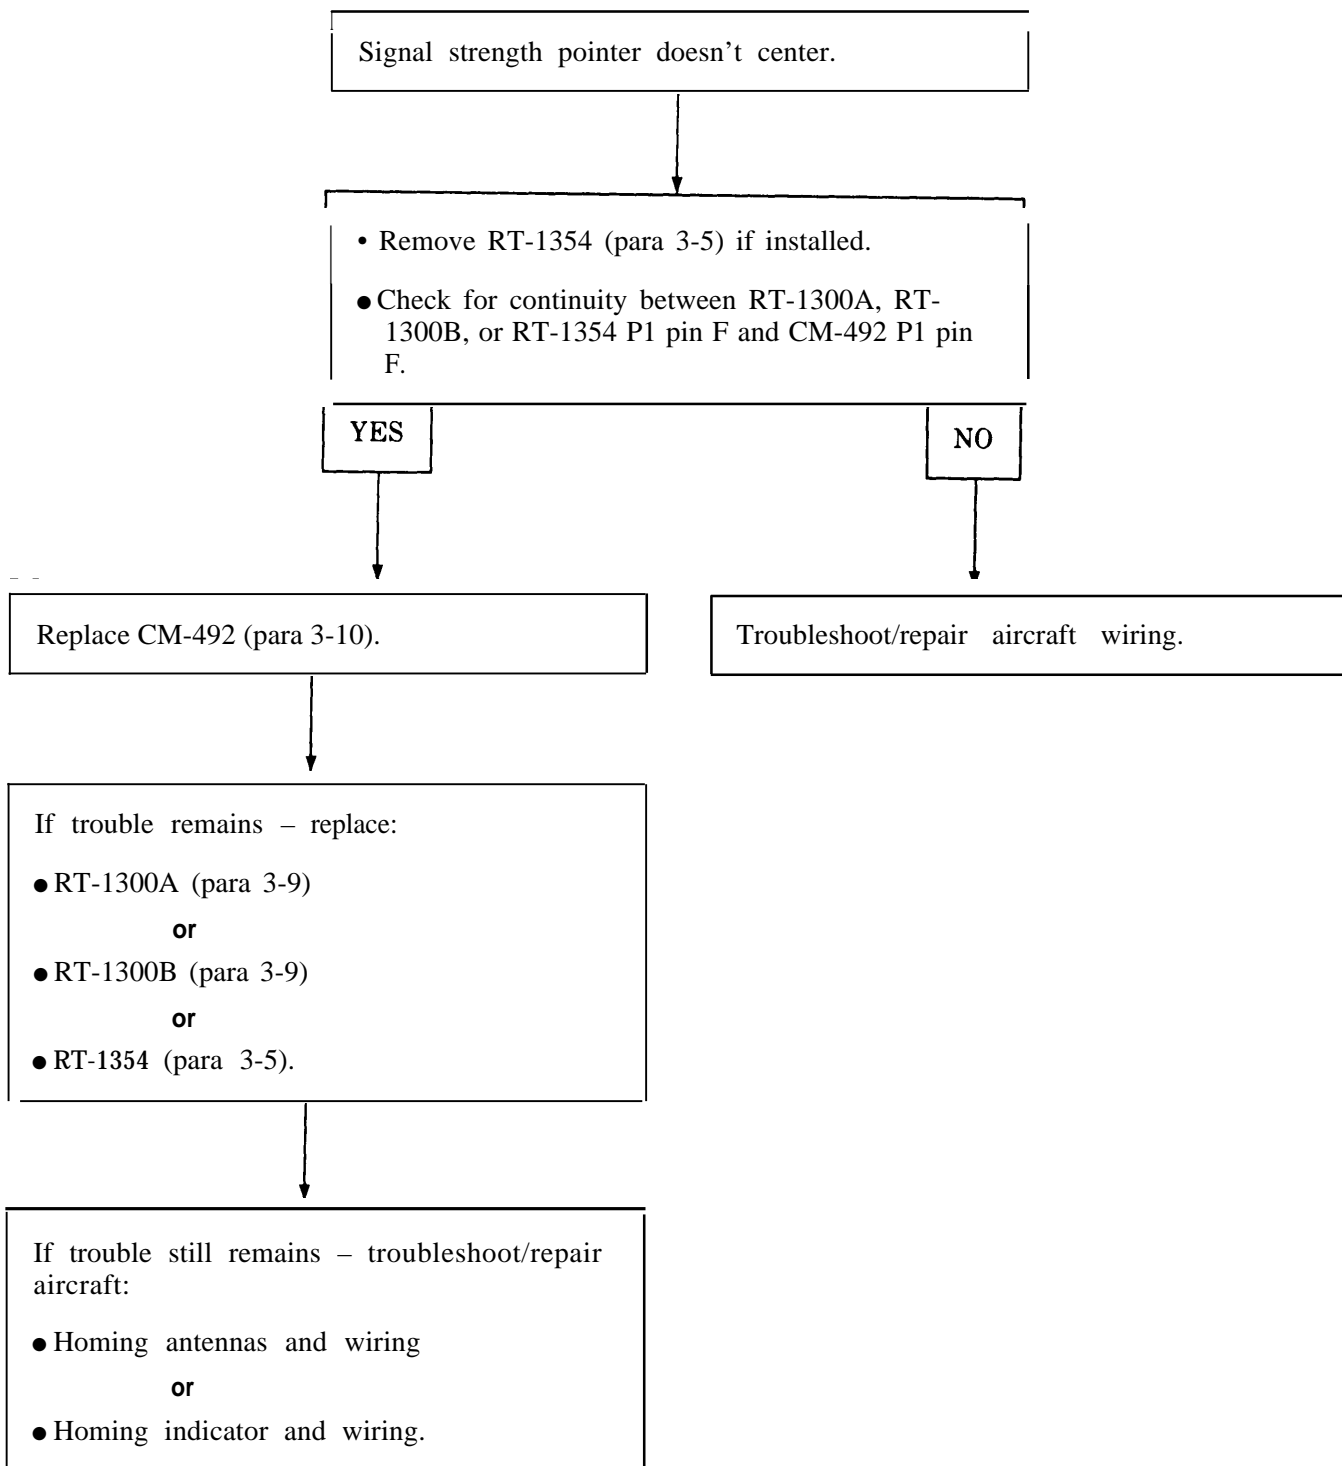 Signal strength pointer doesn't center.
• Remove RT-1354 (para 3-5) if installed.
● Check for continuity between RT-1300A, RT-
1300B, or RT-1354 P1 pin F and CM-492 P1 pin
F.
YES
NO
Replace CM-492 (para 3-10).
Troubleshoot/repair aircraft wiring.
If trouble remains – replace:
● RT-1300A (para 3-9)
or
● RT-1300B (para 3-9)
or
● RT-1354 (para 3-5).
If trouble still remains – troubleshoot/repair
aircraft:
● Homing antennas and wiring
or
● Homing indicator and wiring.